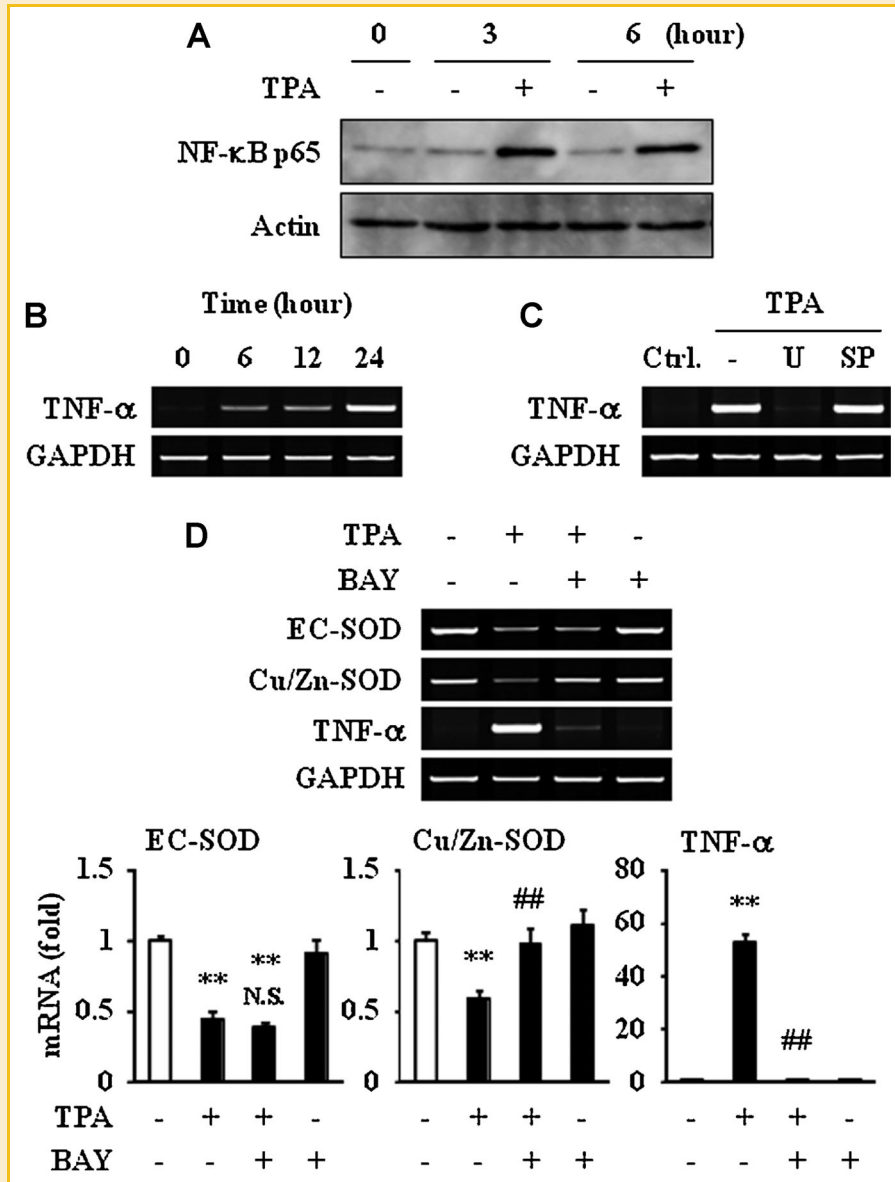 A
0 3 6 (hour)
TPA - - + - +
NF-κB p65
Actin
B
Time (hour)
0 6 12 24
TNF-α
GAPDH
C
TPA
Ctrl. - U SP
TNF-α
GAPDH
D
TPA - + + -
BAY - - + +
EC-SOD
Cu/Zn-SOD
TNF-α
GAPDH
EC-SOD
mRNA (fold)
1.5
1
0.5
0
**
**
N.S.
Cu/Zn-SOD
1.5
1
0.5
0
**
##
TNF-α
80
60
40
20
0
**
##
TPA - + + - - + + - - + + -
BAY - - + + - - + + - - + +